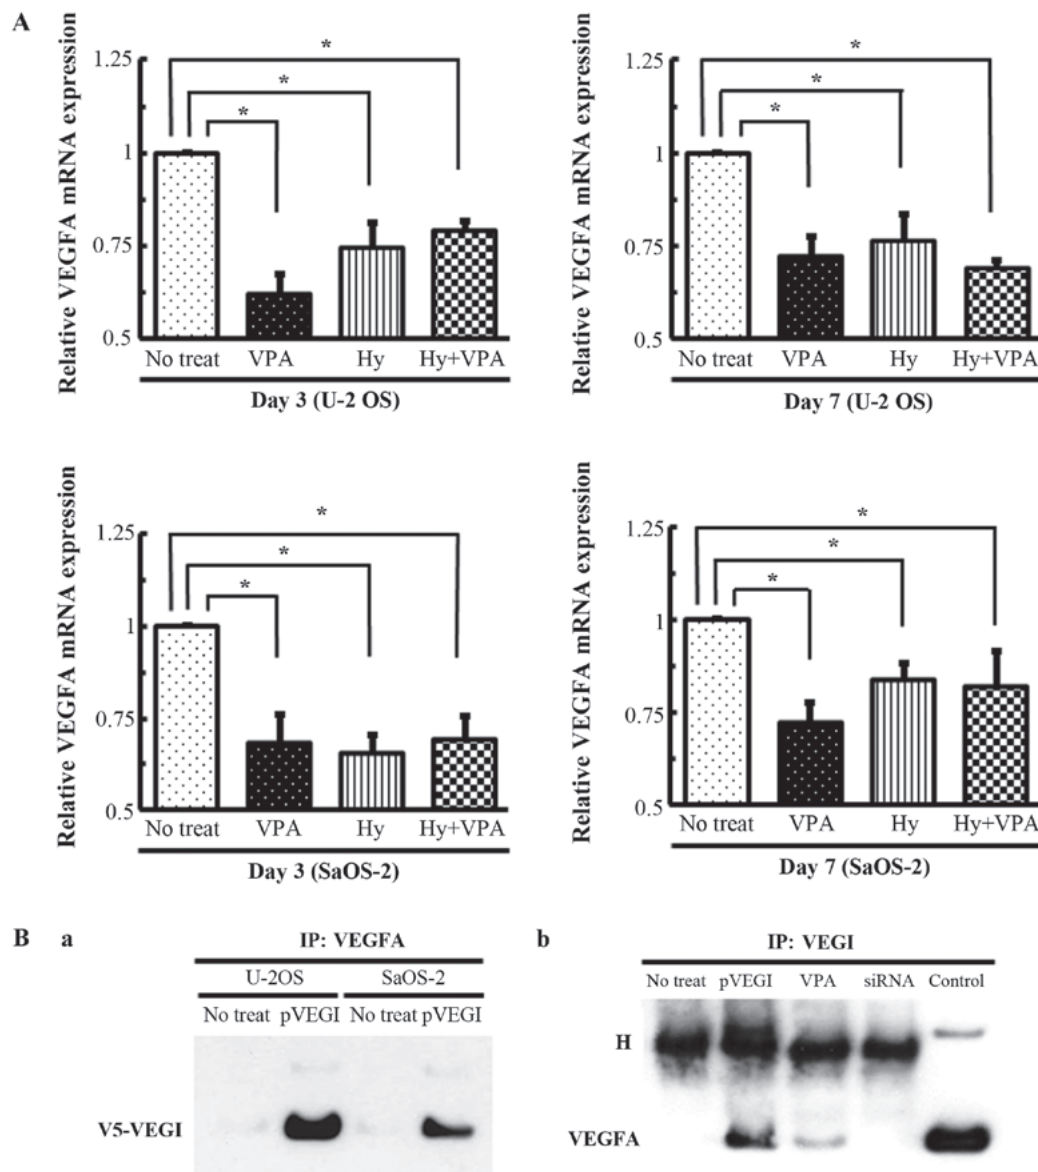 A
Relative VEGFA mRNA expression
1.25
1
0.75
0.5
*
*
*
No treat VPA Hy Hy+VPA
Day 3 (U-2 OS)
Relative VEGFA mRNA expression
1.25
1
0.75
0.5
*
*
*
No treat VPA Hy Hy+VPA
Day 7 (U-2 OS)
Relative VEGFA mRNA expression
1.25
1
0.75
0.5
*
*
*
No treat VPA Hy Hy+VPA
Day 3 (SaOS-2)
Relative VEGFA mRNA expression
1.25
1
0.75
0.5
*
*
*
No treat VPA Hy Hy+VPA
Day 7 (SaOS-2)
B a
IP: VEGFA
U-2OS SaOS-2
No treat pVEGI No treat pVEGI
V5-VEGI
b
IP: VEGI
No treat pVEGI VPA siRNA Control
H
VEGFA